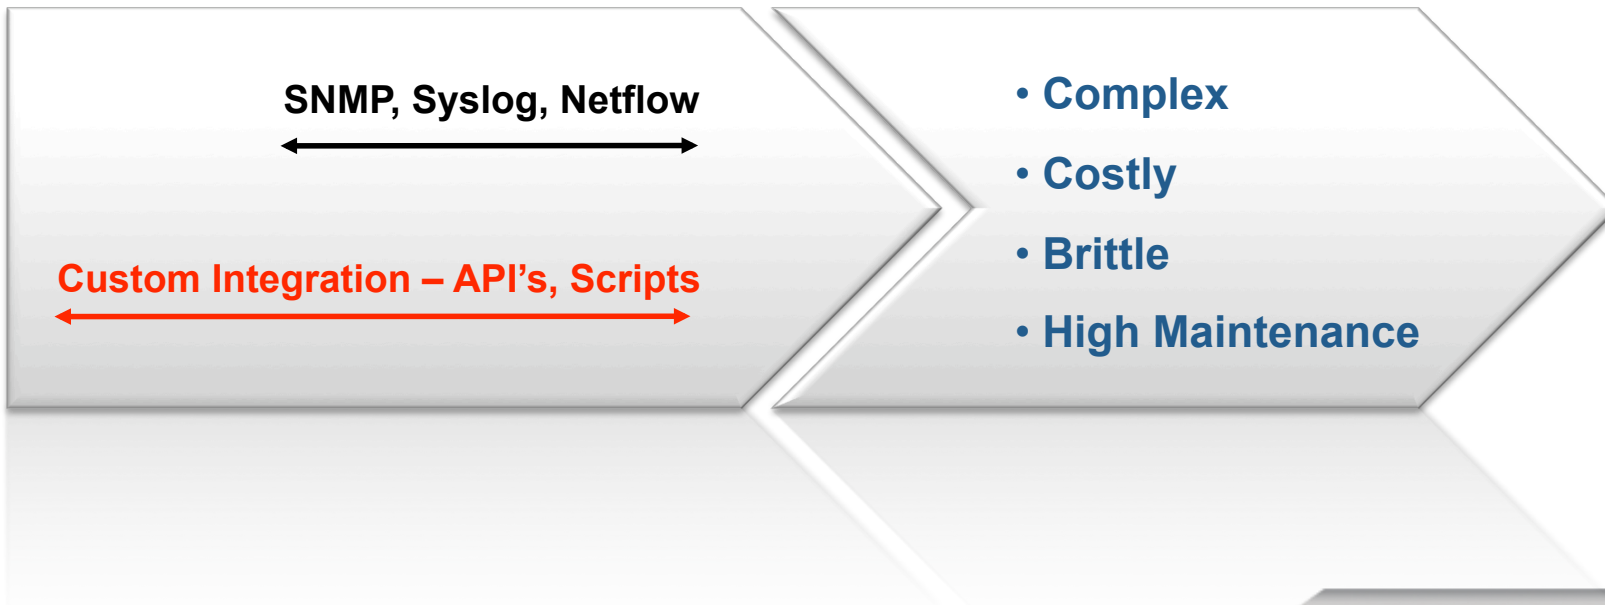 SNMP, Syslog, Netflow
Custom Integration – API’s, Scripts
• Complex
• Costly
• Brittle
• High Maintenance